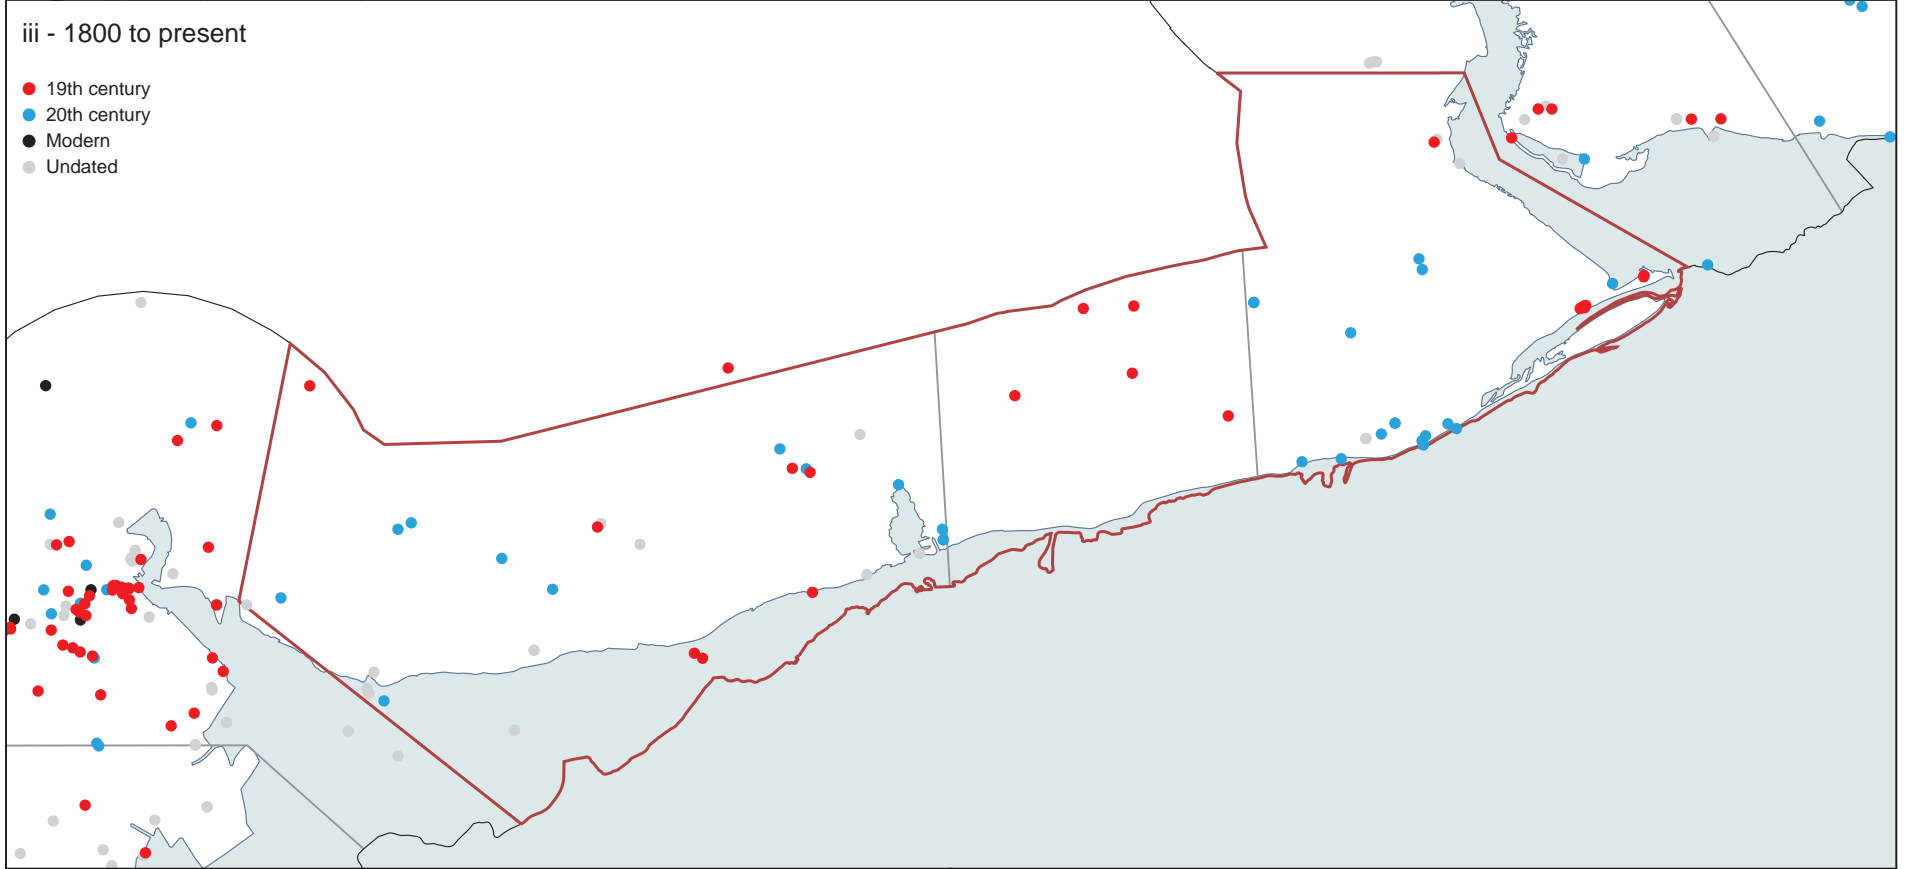 iii - 1800 to present
19th century
20th century
Modern
Undated